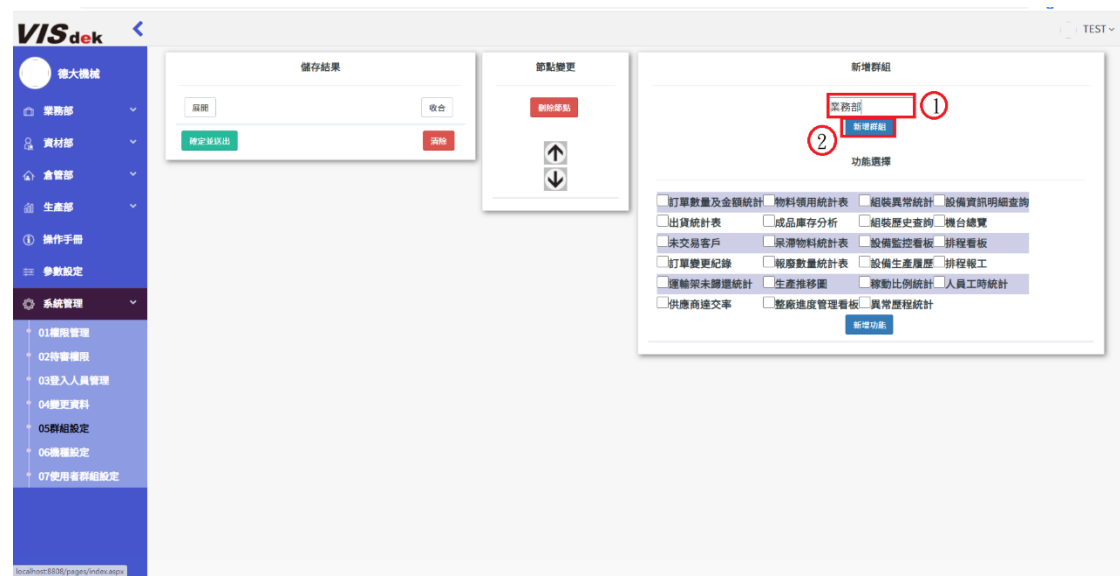 VISdek
TEST
德大機械
業務部
資材部
倉管部
生產部
操作手冊
參數設定
系統管理
01權限管理
02待審權限
03登入人員管理
04變更資料
05群組設定
06機種設定
07使用者群組設定
儲存結果
展開 收合
確定並送出 清除
節點變更
刪除節點
新增群組
業務部 ①
新增群組
②
功能選擇
訂單數量及金額統計 物料領用統計表 組裝異常統計 設備資訊明細查詢
出貨統計表 成品庫存分析 組裝歷史查詢 機台總覽
未交易客戶 呆滯物料統計表 設備監控看板 排程看板
訂單變更紀錄 報廢數量統計表 設備生產履歷 排程報工
運輸架未歸還統計 生產推移圖 稼動比例統計 人員工時統計
供應商達交率 整廠進度管理看板 異常歷程統計
新增功能
localhost:8808/pages/index.aspx